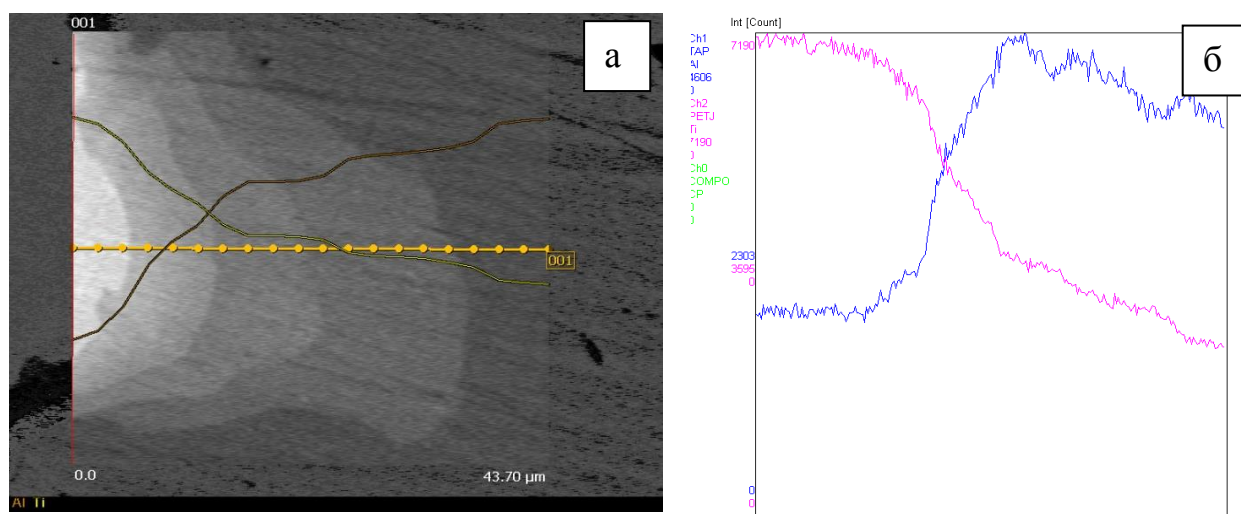 001
а
001
0.0
43.70 µm
Al Ti
Int [Count]
Ch1
TAP
Al
4606
0
Ch2
PETJ
Ti
7190
0
Ch0
COMPO
CP
0
0
7190
2303
3595
0
0
0
б